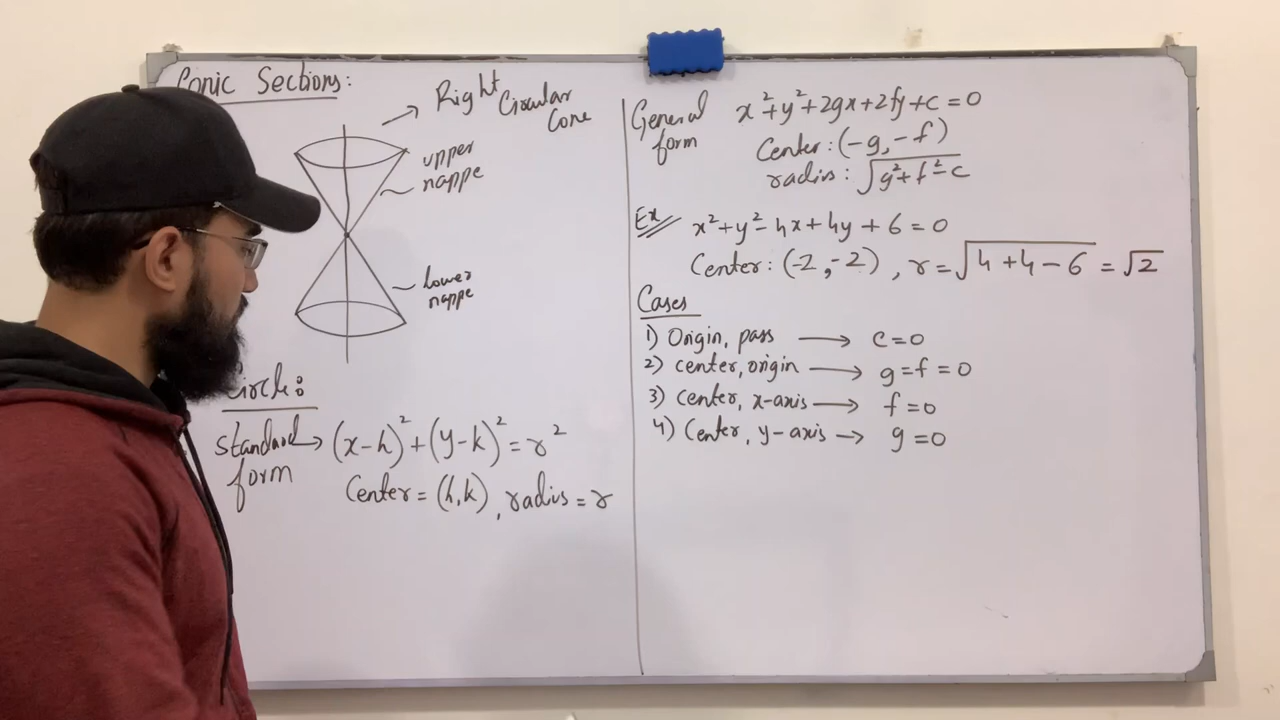 Conic Sections:
Right Circular Cone
upper nappe
lower nappe
Circle:
standard form → (x-h)²+(y-k)²=r²
Center = (h,k), radius = r
General form x²+y²+2gx+2fy+c=0
Center: (-g, -f)
radius: √g²+f²-c
Ex x²+y²-4x+4y+6=0
Center: (-2,-2), r=√4+4-6 = √2
Cases
1) Origin, pass → c=0
2) center, origin → g=f=0
3) center, x-axis → f=0
4) Center, y-axis → g=0